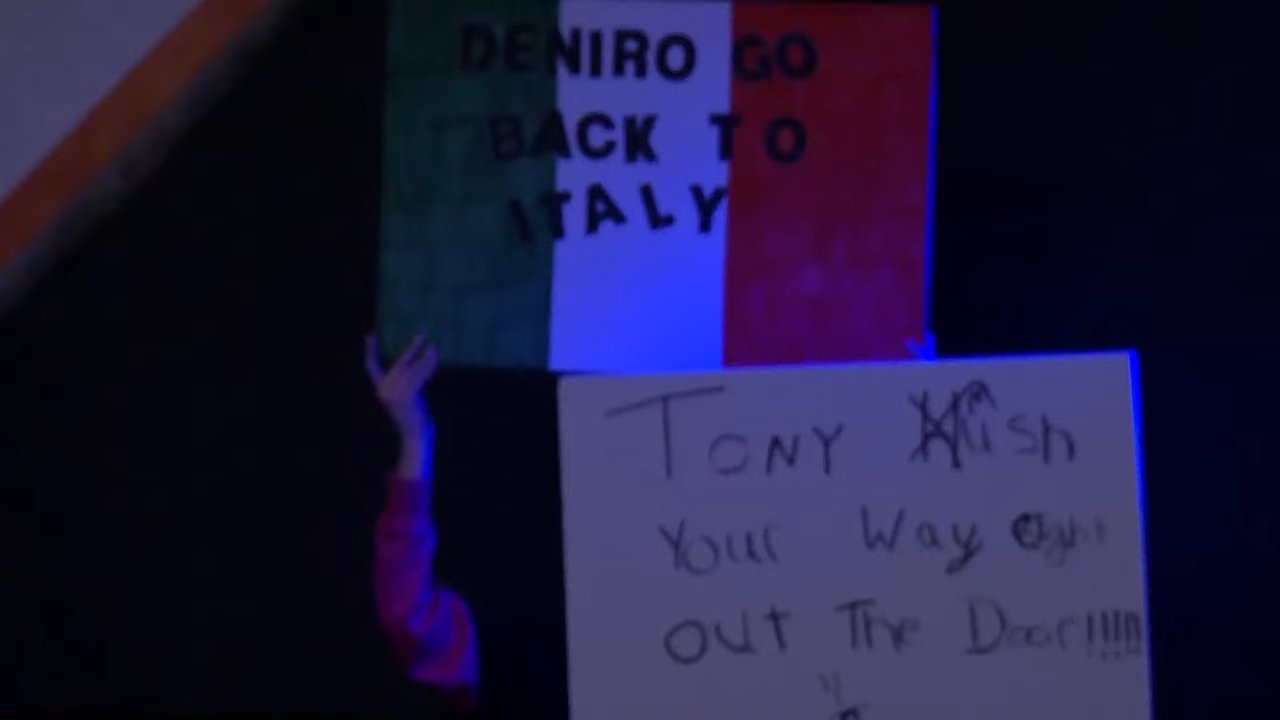 DENIRO GO
BACK TO
ITALY
TONY
Your Way
out The Door!!!!